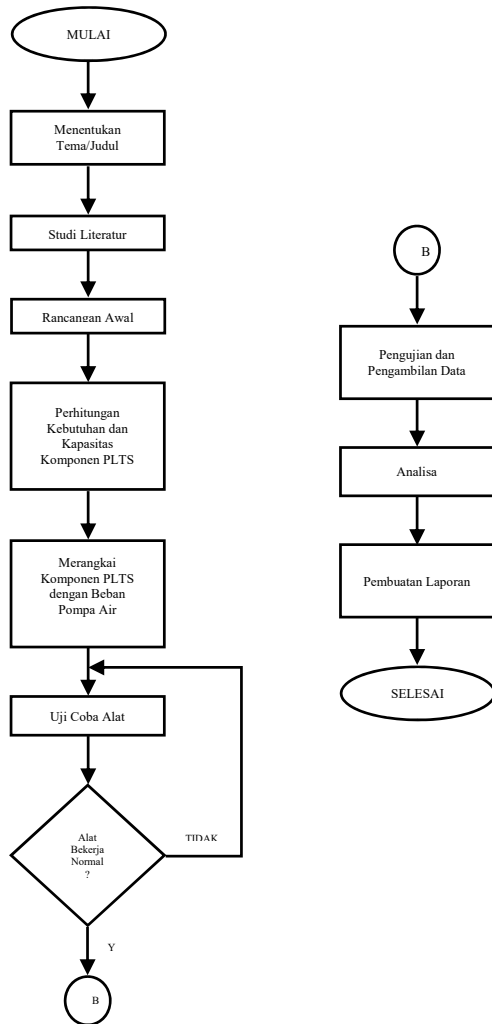 MULAI
Menentukan
Tema/Judul
Studi Literatur
Rancangan Awal
Perhitungan
Kebutuhan dan
Kapasitas
Komponen PLTS
Merangkai
Komponen PLTS
dengan Beban
Pompa Air
Uji Coba Alat
Alat
Bekerja
Normal
?
TIDAK
Y
B
B
Pengujian dan
Pengambilan Data
Analisa
Pembuatan Laporan
SELESAI